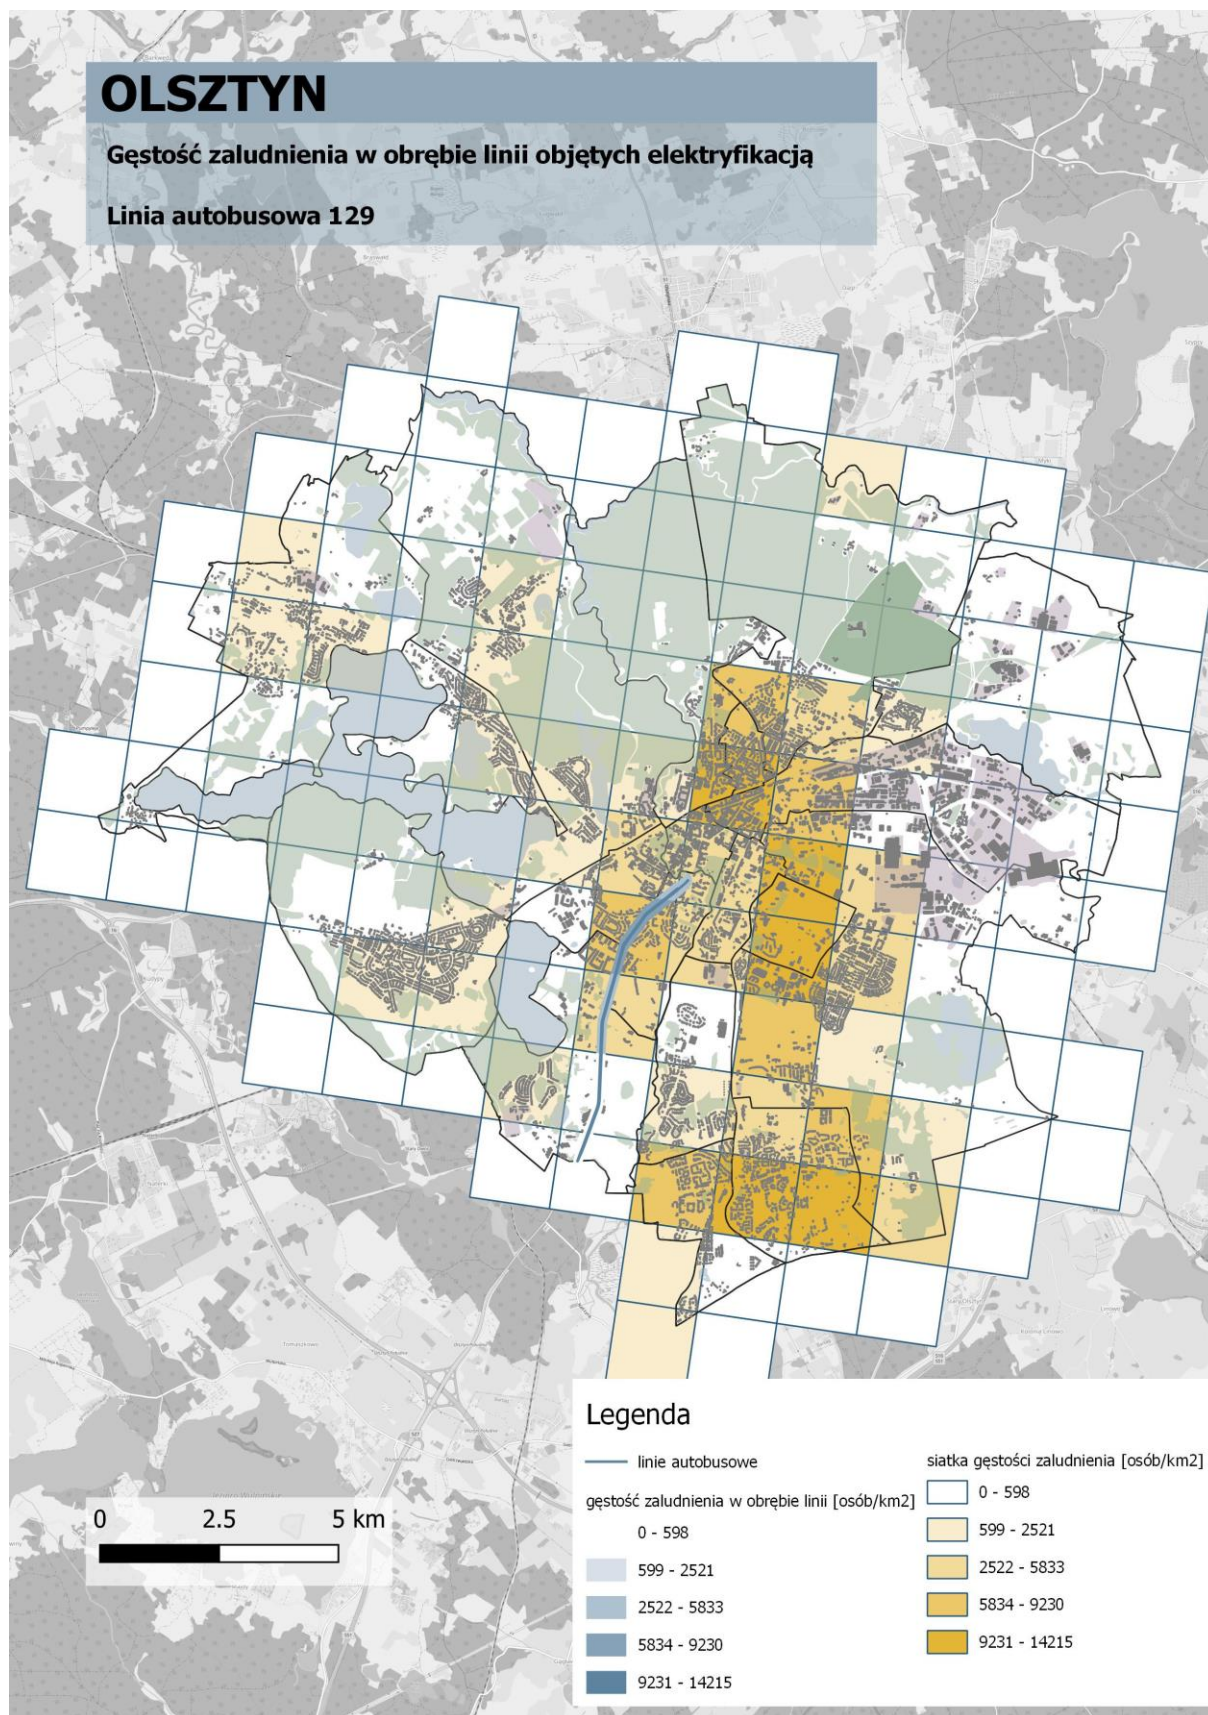 OLSZTYN
Gęstość zaludnienia w obrębie linii objętych elektryfikacją
Linia autobusowa 129
Legenda
linie autobusowe
gęstość zaludnienia w obrębie linii [osób/km2]
0 - 598
599 - 2521
2522 - 5833
5834 - 9230
9231 - 14215
siatka gęstości zaludnienia [osób/km2]
0 - 598
599 - 2521
2522 - 5833
5834 - 9230
9231 - 14215
0 2.5 5 km
Tomaszkowo